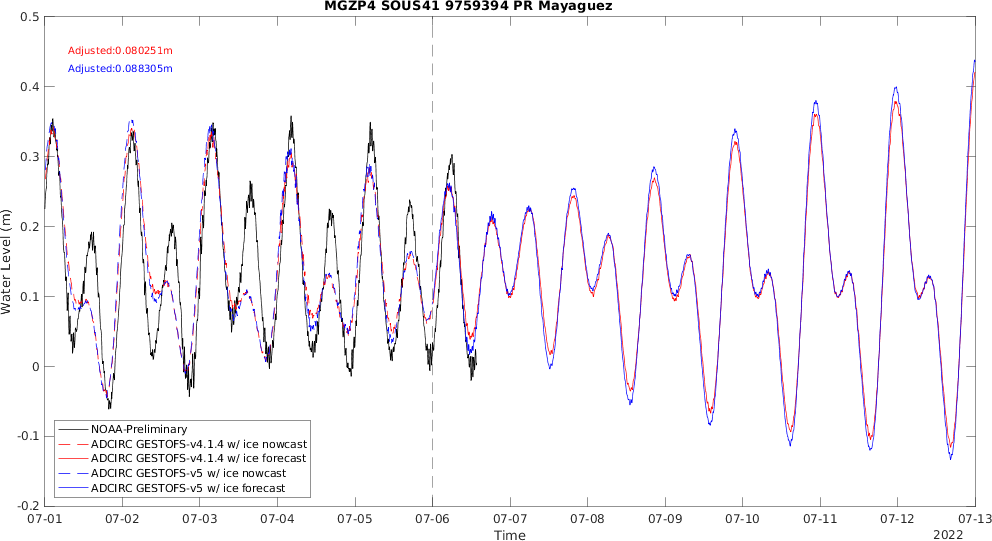 MGZP4 SOUS41 9759394 PR Mayaguez
0.5
Adjusted:0.080251m
Adjusted:0.088305m
0.4
0.3
0.2
0.1
0
-0.1
-0.2
Water Level (m)
NOAA-Preliminary
ADCIRC GESTOFS-v4.1.4 w/ ice nowcast
ADCIRC GESTOFS-v4.1.4 w/ ice forecast
ADCIRC GESTOFS-v5 w/ ice nowcast
ADCIRC GESTOFS-v5 w/ ice forecast
07-01 07-02 07-03 07-04 07-05 07-06 07-07 07-08 07-09 07-10 07-11 07-12 07-13
Time
2022